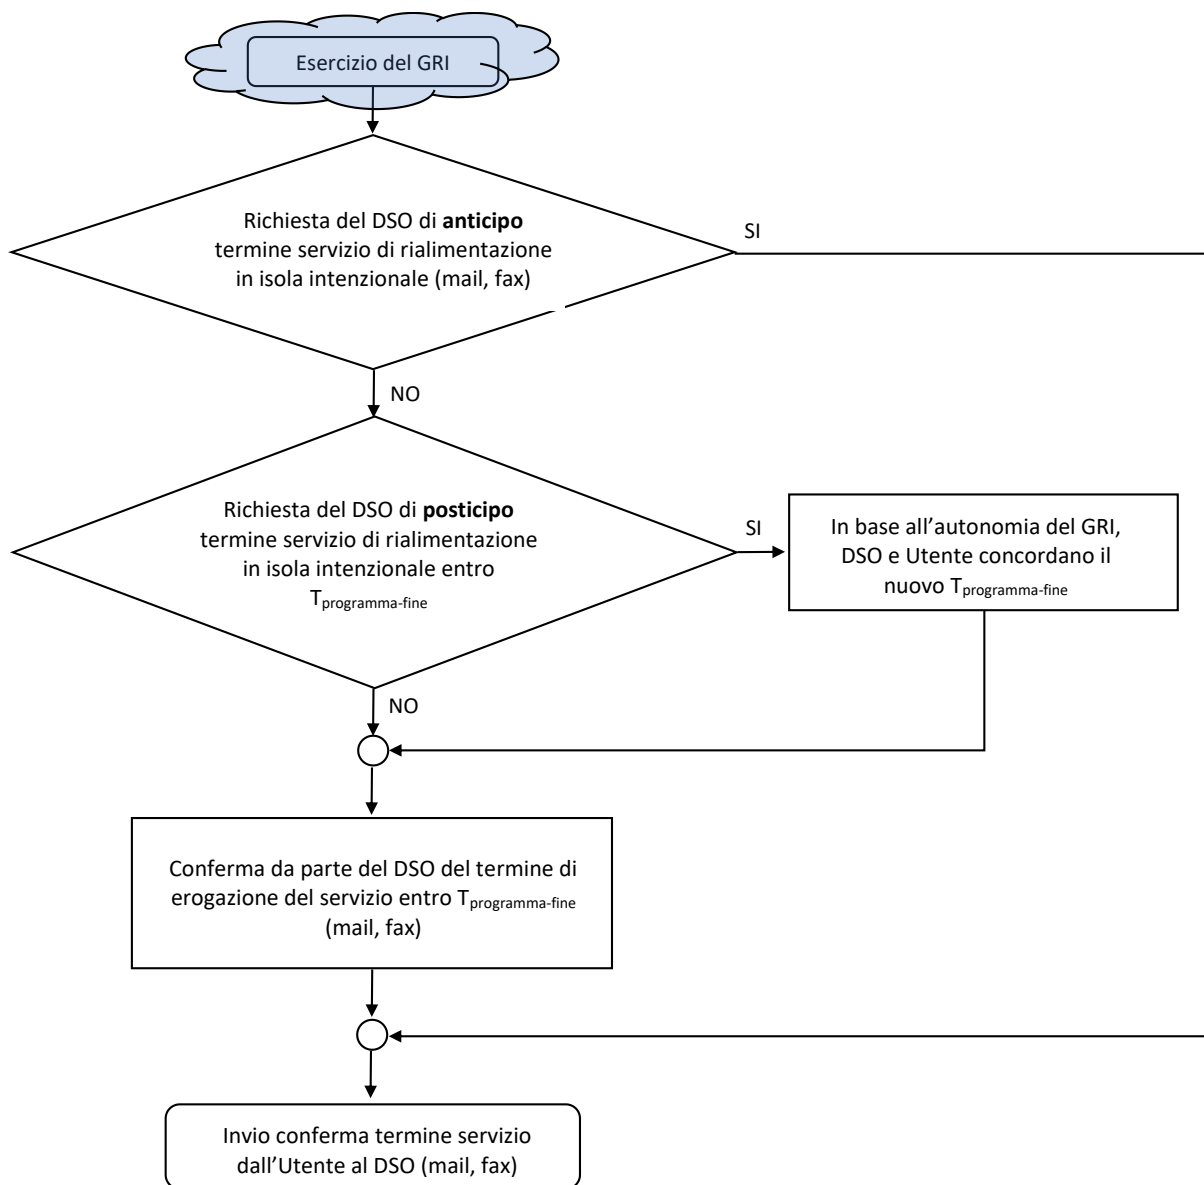 Esercizio del GRI
Richiesta del DSO di anticipo
termine servizio di rialimentazione
in isola intenzionale (mail, fax)
SI
NO
Richiesta del DSO di posticipo
termine servizio di rialimentazione
in isola intenzionale entro
Tprogramma-fine
SI
In base all’autonomia del GRI,
DSO e Utente concordano il
nuovo Tprogramma-fine
NO
Conferma da parte del DSO del termine di
erogazione del servizio entro Tprogramma-fine
(mail, fax)
Invio conferma termine servizio
dall’Utente al DSO (mail, fax)